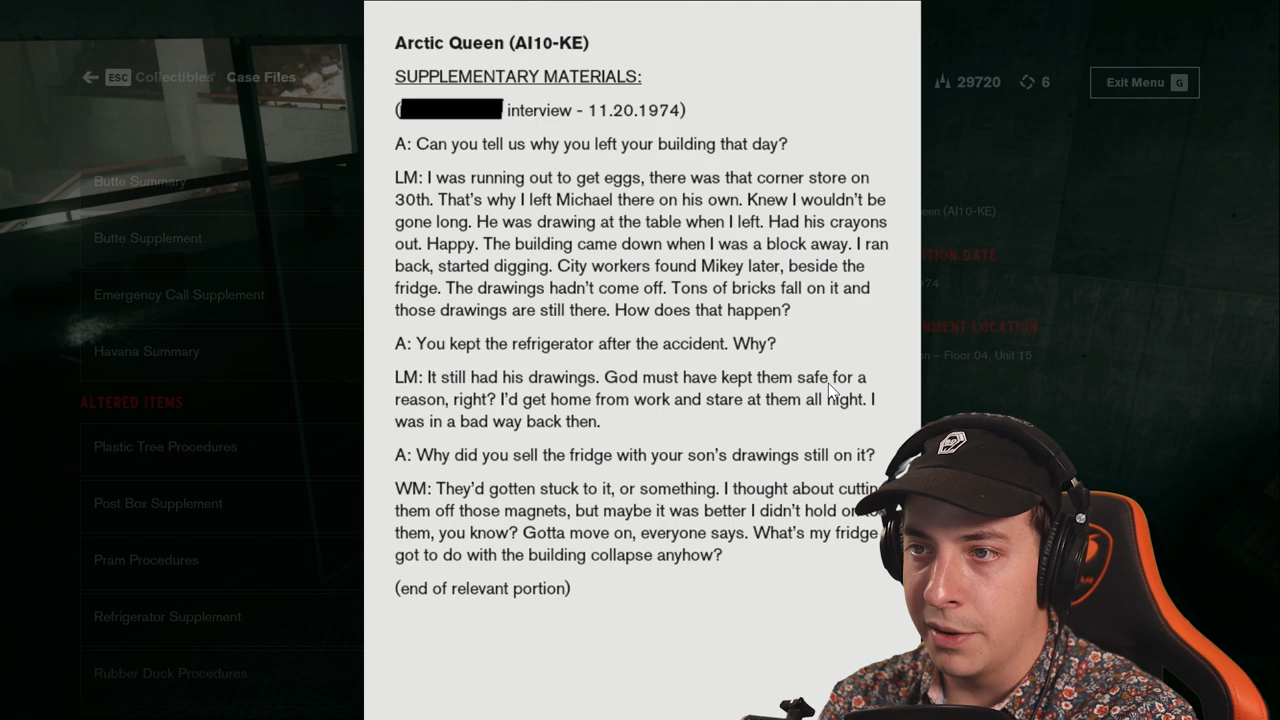 Arctic Queen (AI10-KE)
SUPPLEMENTARY MATERIALS:
( interview - 11.20.1974)
A: Can you tell us why you left your building that day?
LM: I was running out to get eggs, there was that corner store on
30th. That's why I left Michael there on his own. Knew I wouldn't be
gone long. He was drawing at the table when I left. Had his crayons
out. Happy. The building came down when I was a block away. I ran
back, started digging. City workers found Mikey later, beside the
fridge. The drawings hadn't come off. Tons of bricks fall on it and
those drawings are still there. How does that happen?
A: You kept the refrigerator after the accident. Why?
LM: It still had his drawings. God must have kept them safe for a
reason, right? I'd get home from work and stare at them all night. I
was in a bad way back then.
A: Why did you sell the fridge with your son's drawings still on it?
WM: They'd gotten stuck to it, or something. I thought about
them off those magnets, but maybe it was better I didn't hold
them, you know? Gotta move on, everyone says. What's my fridge
got to do with the building collapse anyhow?
(end of relevant portion)
ESC Collectibles Case Files
Butte Summary
Butte Supplement
Emergency Call Supplement
Havana Summary
ALTERED ITEMS
Plastic Tree Procedures
Post Box Supplement
Pram Procedures
Refrigerator Supplement
Rubber Duck Procedures
29720 6 Exit Menu G
(AI10-KE)
DATE
74
LOCATION
Floor 04, Unit 15